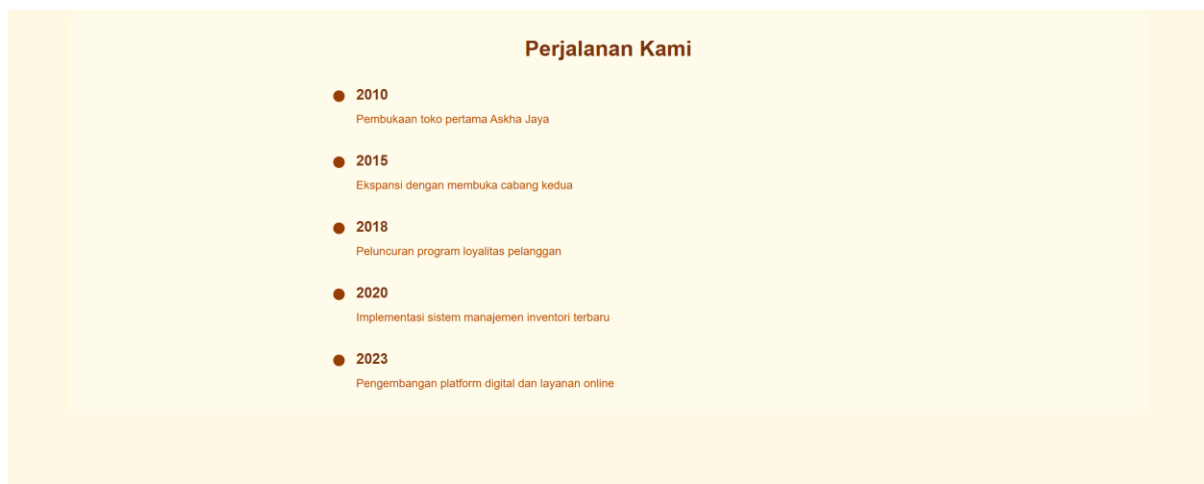 Perjalanan Kami
2010
Pembukaan toko pertama Askha Jaya
2015
Ekspansi dengan membuka cabang kedua
2018
Peluncuran program loyalitas pelanggan
2020
Implementasi sistem manajemen inventori terbaru
2023
Pengembangan platform digital dan layanan online